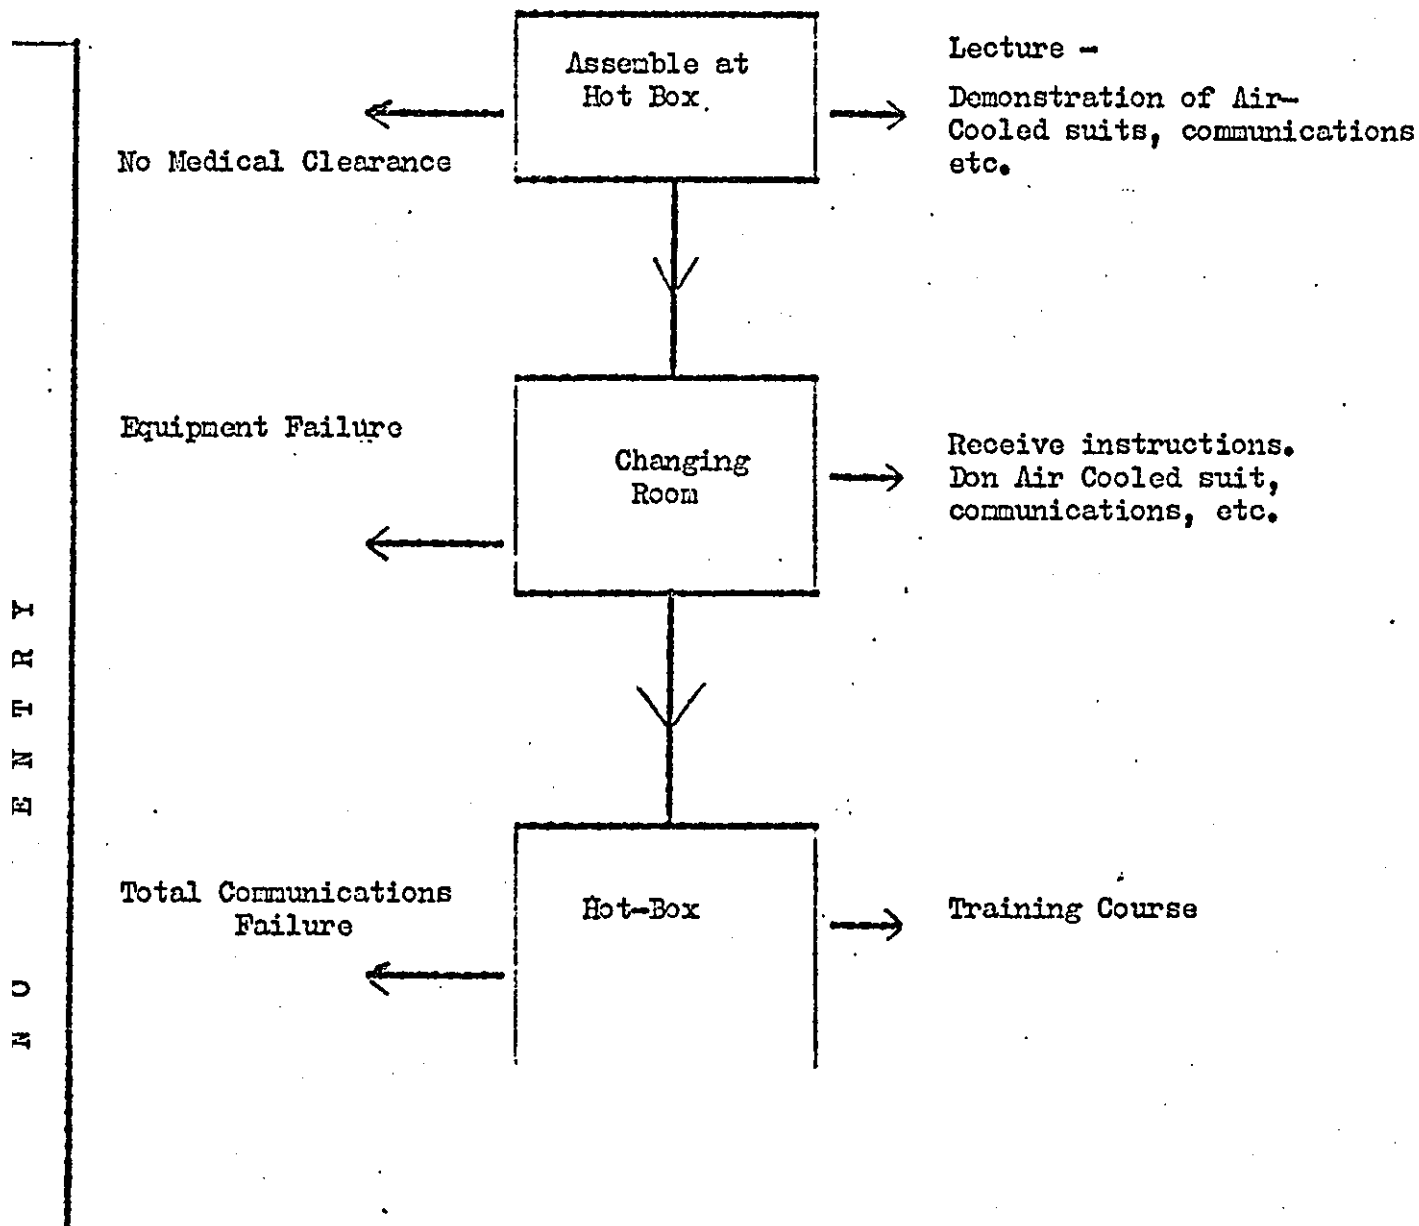 Assemble at
Hot Box.
Lecture -
Demonstration of Air-
Cooled suits, communications
etc.
No Medical Clearance
Equipment Failure
Changing
Room
Receive instructions.
Don Air Cooled suit,
communications, etc.
Total Communications
Failure
Hot-Box
Training Course
NO ENTRY